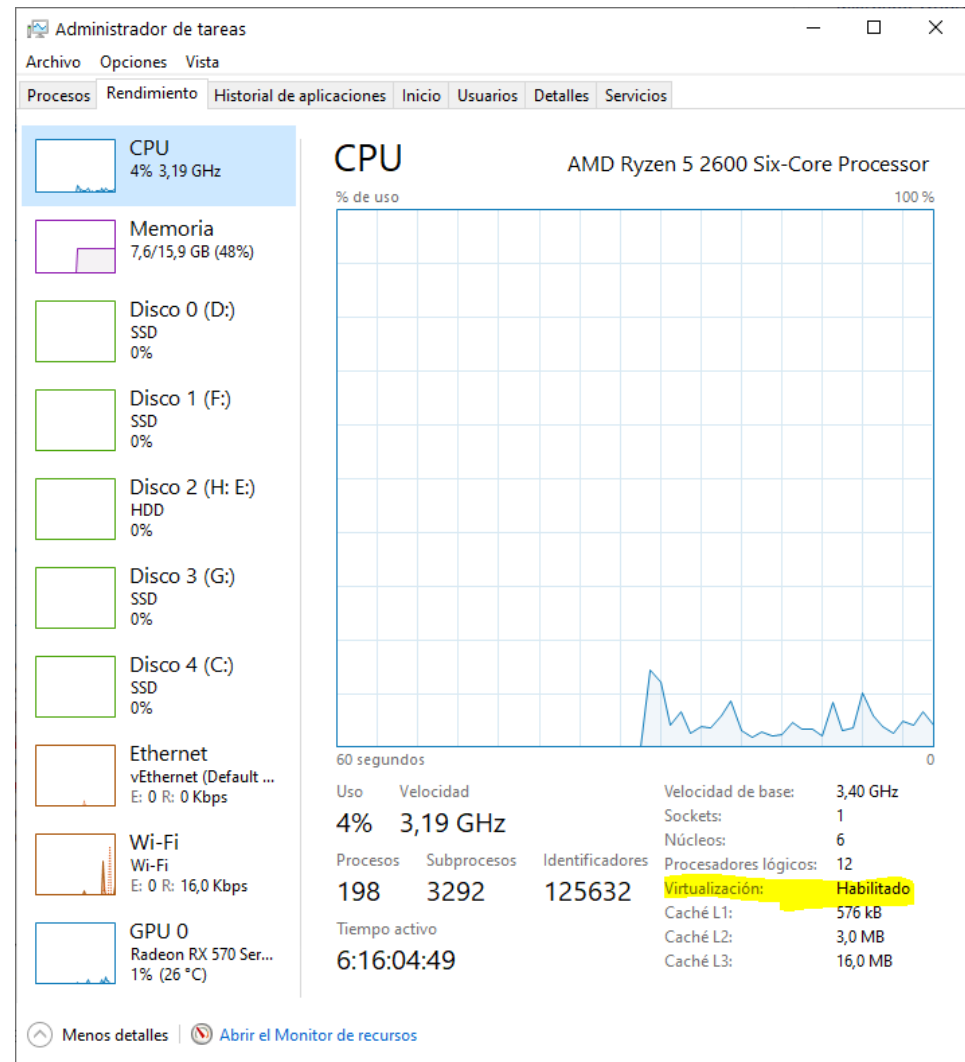 Administrador de tareas
Archivo Opciones Vista
Procesos Rendimiento Historial de aplicaciones Inicio Usuarios Detalles Servicios
CPU
4% 3,19 GHz
Memoria
7,6/15,9 GB (48%)
Disco 0 (D:)
SSD
0%
Disco 1 (F:)
SSD
0%
Disco 2 (H: E:)
HDD
0%
Disco 3 (G:)
SSD
0%
Disco 4 (C:)
SSD
0%
Ethernet
vEthernet (Default ...
E: 0 R: 0 Kbps
Wi-Fi
Wi-Fi
E: 0 R: 16,0 Kbps
GPU 0
Radeon RX 570 Ser...
1% (26 °C)
CPU AMD Ryzen 5 2600 Six-Core Processor
% de uso 100 %
60 segundos 0
Uso Velocidad
4% 3,19 GHz
Procesos Subprocesos Identificadores
198 3292 125632
Tiempo activo
6:16:04:49
Velocidad de base: 3,40 GHz
Sockets: 1
Núcleos: 6
Procesadores lógicos: 12
Virtualización: Habilitado
Caché L1: 576 kB
Caché L2: 3,0 MB
Caché L3: 16,0 MB
Menos detalles Abrir el Monitor de recursos